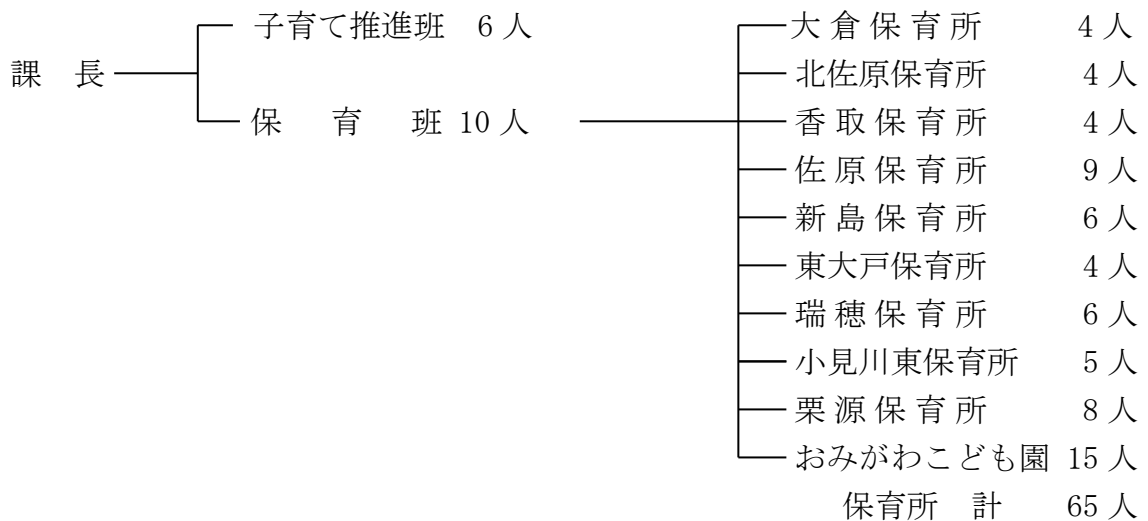 子育て推進班 6人
課長
保育班 10人
大倉保育所 4人
北佐原保育所 4人
香取保育所 4人
佐原保育所 9人
新島保育所 6人
東大戸保育所 4人
瑞穂保育所 6人
小見川東保育所 5人
栗源保育所 8人
おみがわこども園 15人
保育所 計 65人